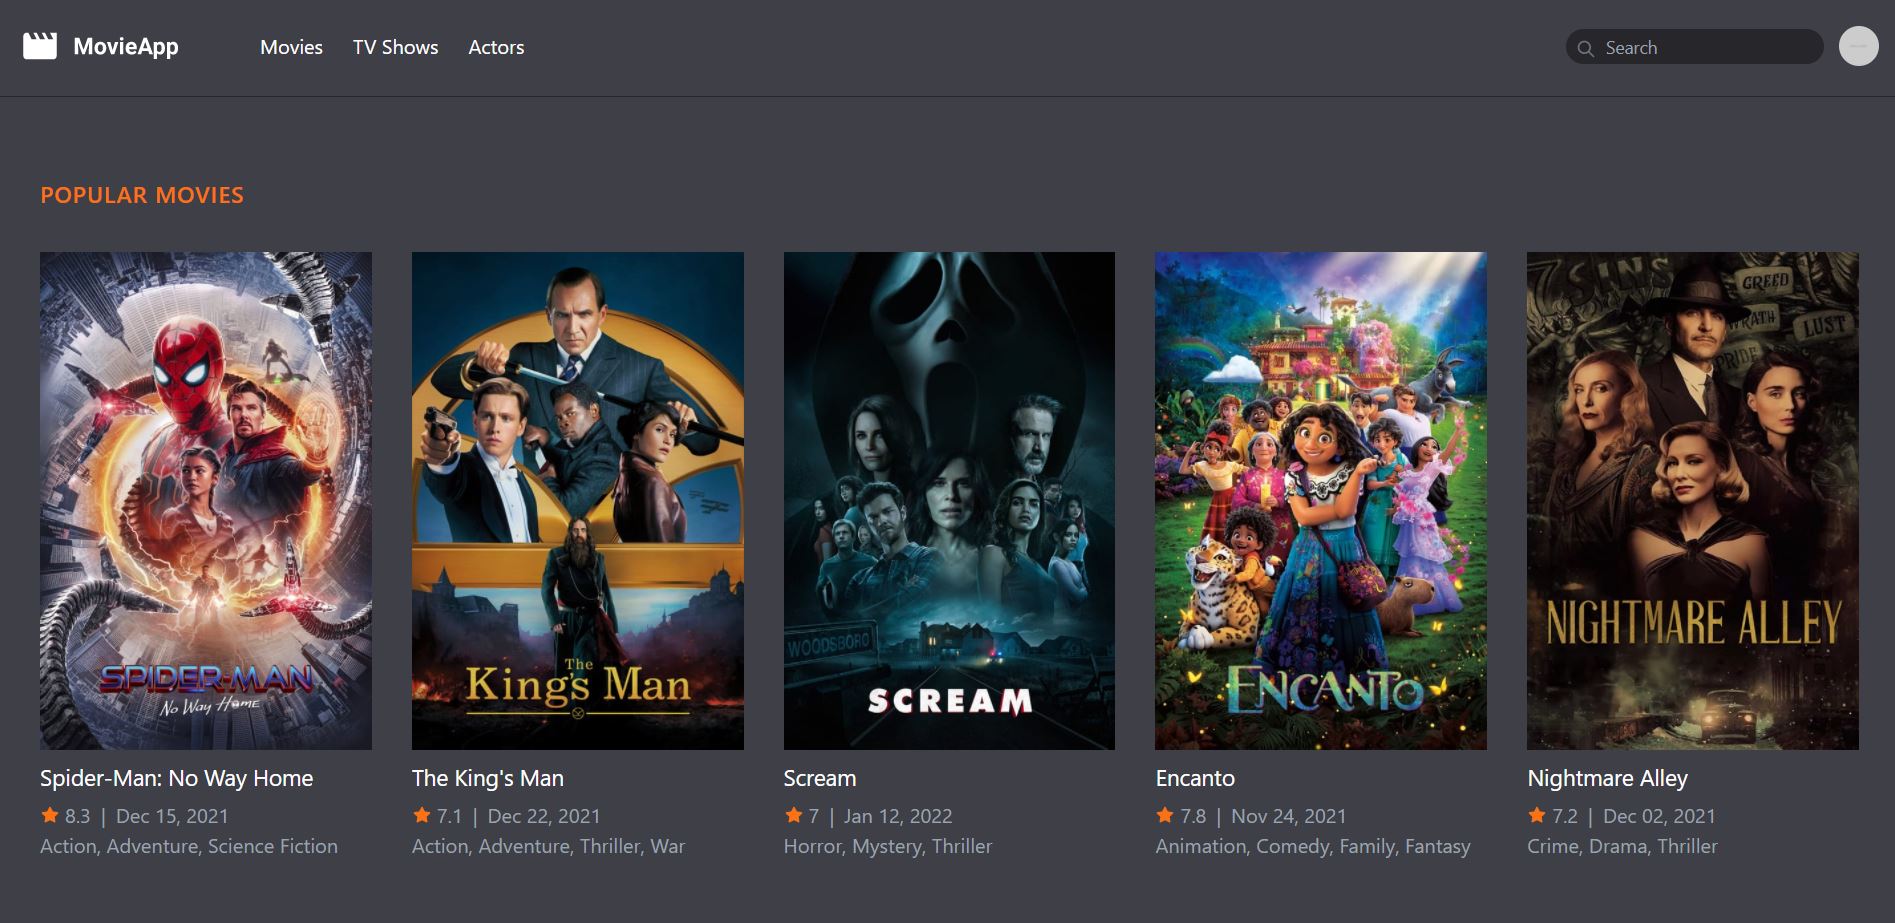 MovieApp
Movies
TV Shows
Actors
Search
POPULAR MOVIES
SPIDER-MAN
NO WAY HOME
The
King's Man
WOODSBORO
SCREAM
ENCANTO
SINS
GREED
WRATH
LUST
PRIDE
NIGHTMARE ALLEY
Spider-Man: No Way Home
8.3 | Dec 15, 2021
Action, Adventure, Science Fiction
The King's Man
7.1 | Dec 22, 2021
Action, Adventure, Thriller, War
Scream
7 | Jan 12, 2022
Horror, Mystery, Thriller
Encanto
7.8 | Nov 24, 2021
Animation, Comedy, Family, Fantasy
Nightmare Alley
7.2 | Dec 02, 2021
Crime, Drama, Thriller